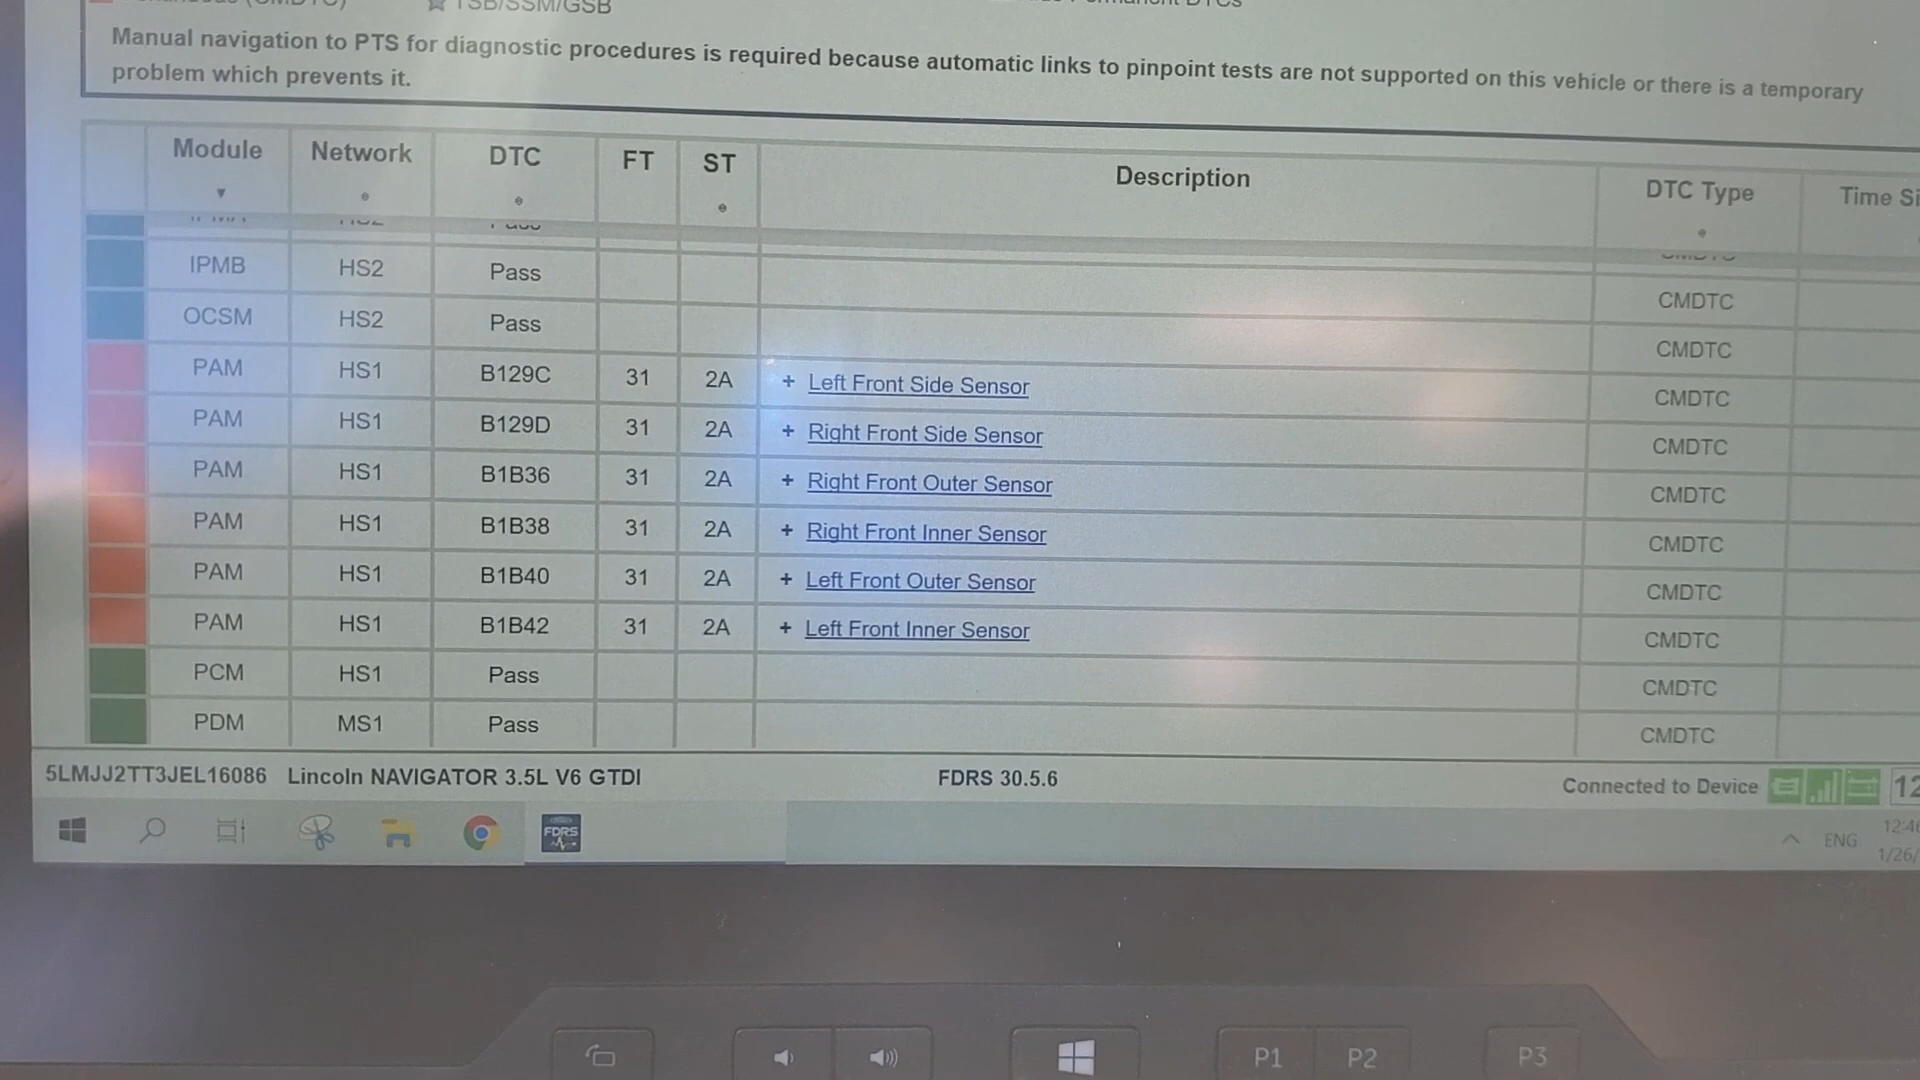 TSB/SSM/GSB
Manual navigation to PTS for diagnostic procedures is required because automatic links to pinpoint tests are not supported on this vehicle or there is a temporary
problem which prevents it.
Module Network DTC FT ST Description DTC Type Time
IPMB HS2 Pass CMDTC
OCSM HS2 Pass CMDTC
PAM HS1 B129C 31 2A + Left Front Side Sensor CMDTC
PAM HS1 B129D 31 2A + Right Front Side Sensor CMDTC
PAM HS1 B1B36 31 2A + Right Front Outer Sensor CMDTC
PAM HS1 B1B38 31 2A + Right Front Inner Sensor CMDTC
PAM HS1 B1B40 31 2A + Left Front Outer Sensor CMDTC
PAM HS1 B1B42 31 2A + Left Front Inner Sensor CMDTC
PCM HS1 Pass CMDTC
PDM MS1 Pass CMDTC
5LMJJ2TT3JEL16086 Lincoln NAVIGATOR 3.5L V6 GTDI FDRS 30.5.6 Connected to Device 12
FDRS ENG
1/26/
P1 P2 P3